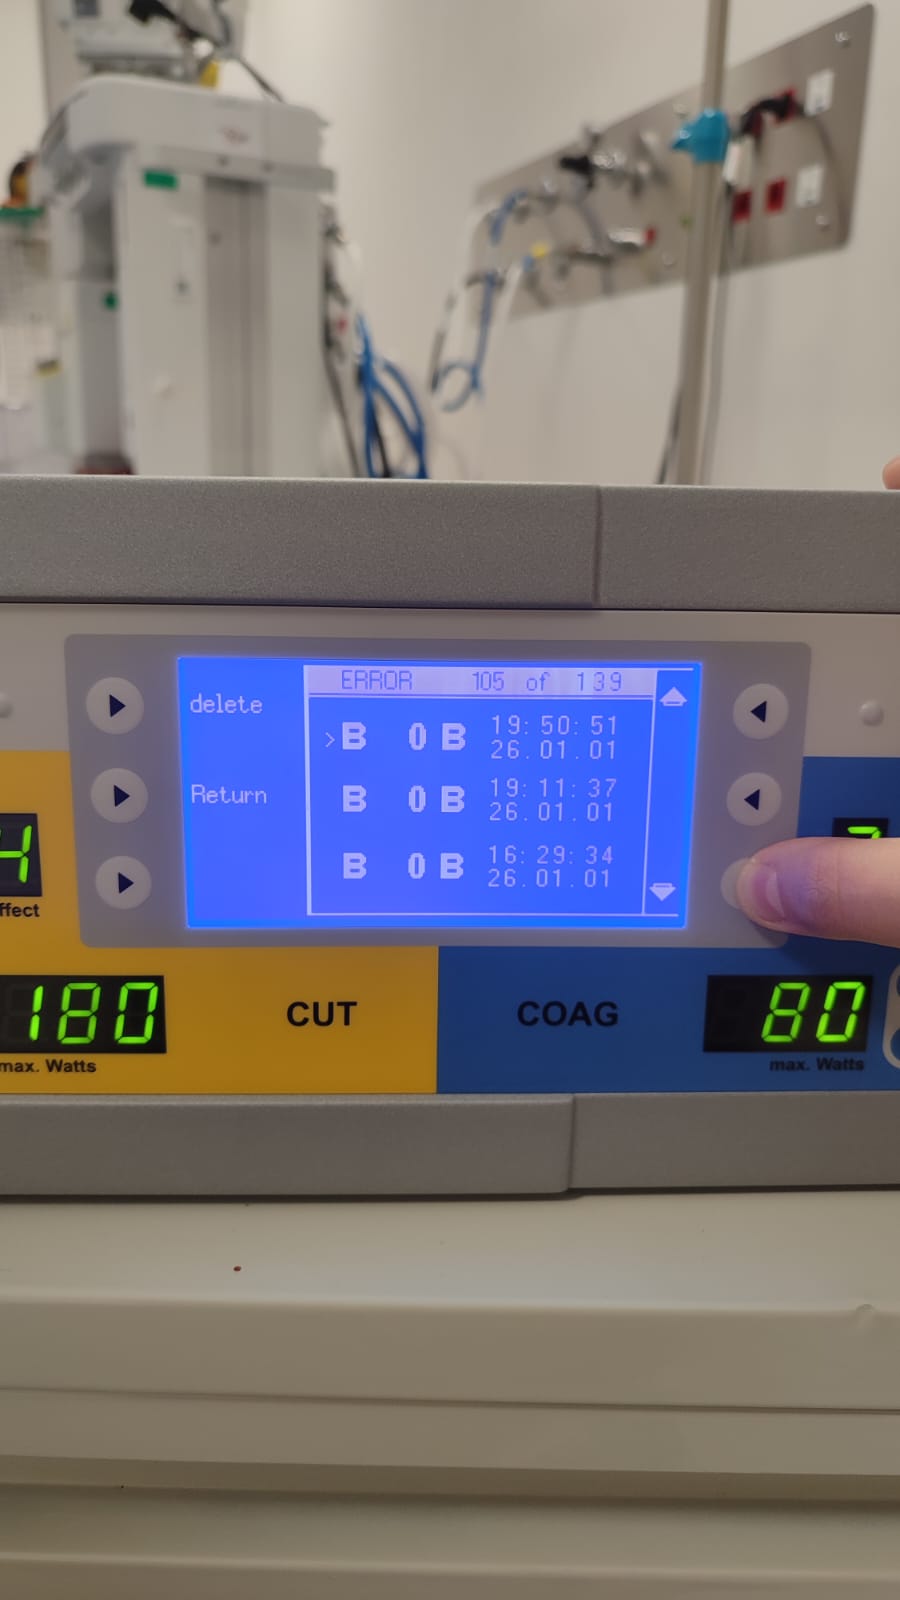 ERROR 105 of 139
delete
>B 0 B 19:50:51
26.01.01
Return
B 0 B 19:11:37
26.01.01
B 0 B 16:29:34
26.01.01
4
ffect
180
CUT
COAG
80
max. Watts
max. Watts